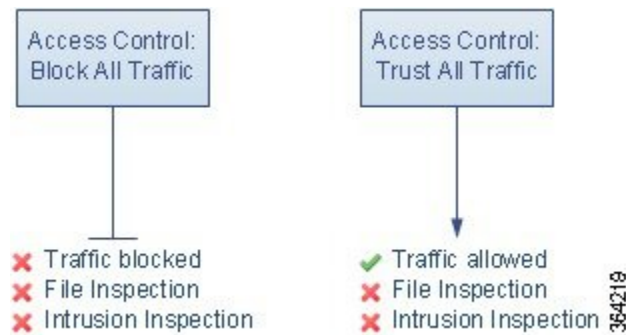 Access Control:
Block All Traffic
Traffic blocked
File Inspection
Intrusion Inspection
Access Control:
Trust All Traffic
Traffic allowed
File Inspection
Intrusion Inspection
364219